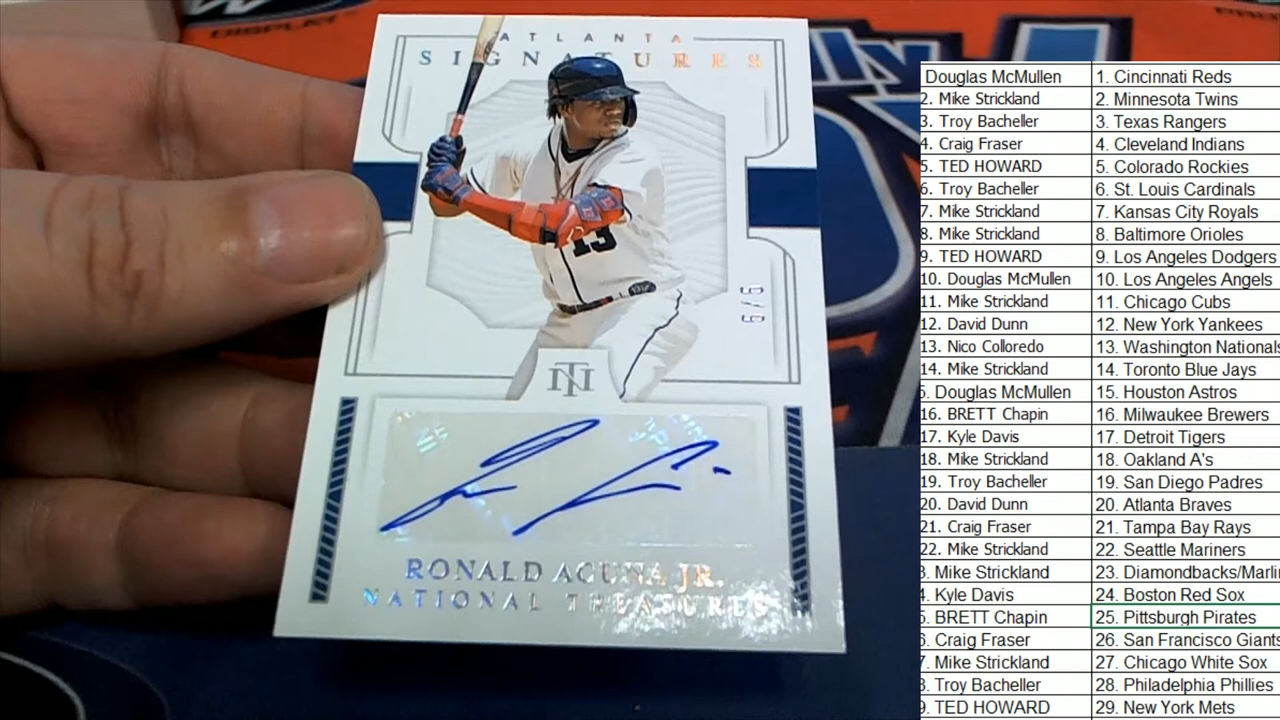 DISPLAY
ATLANTA
SIGNATURES
13
6/6
NT
RONALD ACUNA JR.
NATIONAL TREASURES
Douglas McMullen 1. Cincinnati Reds
2. Mike Strickland 2. Minnesota Twins
3. Troy Bacheller 3. Texas Rangers
4. Craig Fraser 4. Cleveland Indians
5. TED HOWARD 5. Colorado Rockies
6. Troy Bacheller 6. St. Louis Cardinals
7. Mike Strickland 7. Kansas City Royals
8. Mike Strickland 8. Baltimore Orioles
9. TED HOWARD 9. Los Angeles Dodgers
10. Douglas McMullen 10. Los Angeles Angels
11. Mike Strickland 11. Chicago Cubs
12. David Dunn 12. New York Yankees
13. Nico Colloredo 13. Washington Nationals
14. Mike Strickland 14. Toronto Blue Jays
5. Douglas McMullen 15. Houston Astros
16. BRETT Chapin 16. Milwaukee Brewers
17. Kyle Davis 17. Detroit Tigers
18. Mike Strickland 18. Oakland A's
19. Troy Bacheller 19. San Diego Padres
20. David Dunn 20. Atlanta Braves
21. Craig Fraser 21. Tampa Bay Rays
22. Mike Strickland 22. Seattle Mariners
3. Mike Strickland 23. Diamondbacks/Marlin
4. Kyle Davis 24. Boston Red Sox
5. BRETT Chapin 25. Pittsburgh Pirates
6. Craig Fraser 26. San Francisco Giants
7. Mike Strickland 27. Chicago White Sox
8. Troy Bacheller 28. Philadelphia Phillies
9. TED HOWARD 29. New York Mets